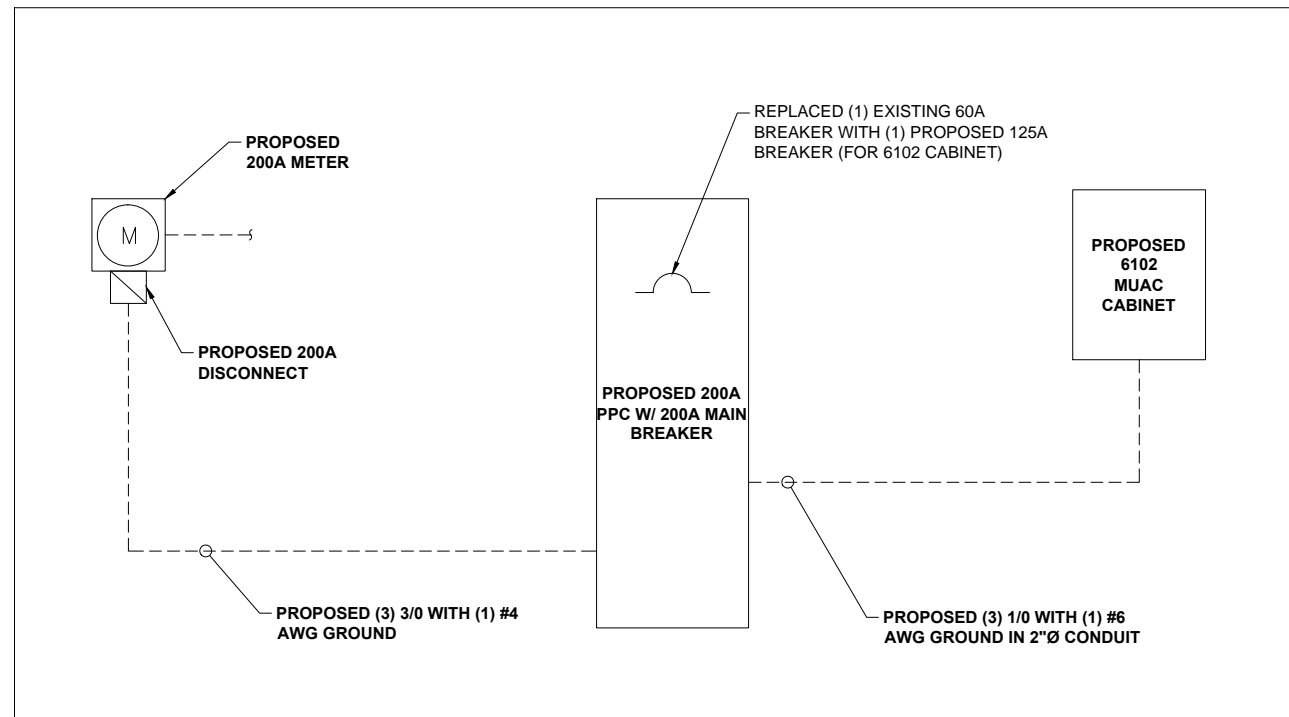 REPLACED (1) EXISTING 60A
BREAKER WITH (1) PROPOSED 125A
BREAKER (FOR 6102 CABINET)
PROPOSED
200A METER
M
PROPOSED 200A
DISCONNECT
PROPOSED 200A
PPC W/ 200A MAIN
BREAKER
PROPOSED
6102
MUAC
CABINET
PROPOSED (3) 3/0 WITH (1) #4
AWG GROUND
PROPOSED (3) 1/0 WITH (1) #6
AWG GROUND IN 2"Ø CONDUIT